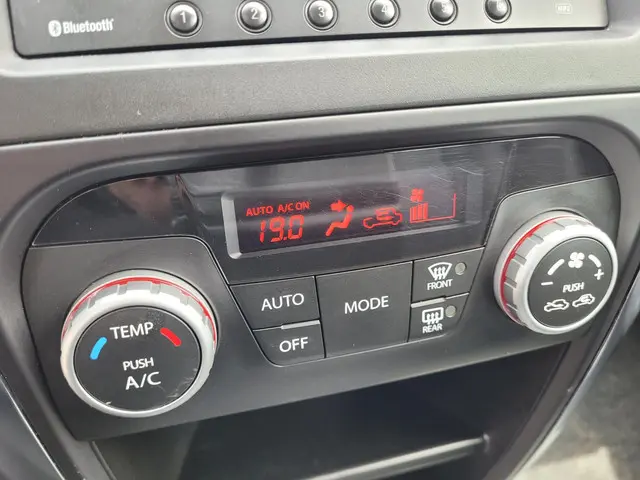 Bluetooth
1 2 3 4 5 6
AUTO A/C ON
19.0
AUTO
OFF
MODE
FRONT
REAR
TEMP
PUSH
A/C
- +
PUSH